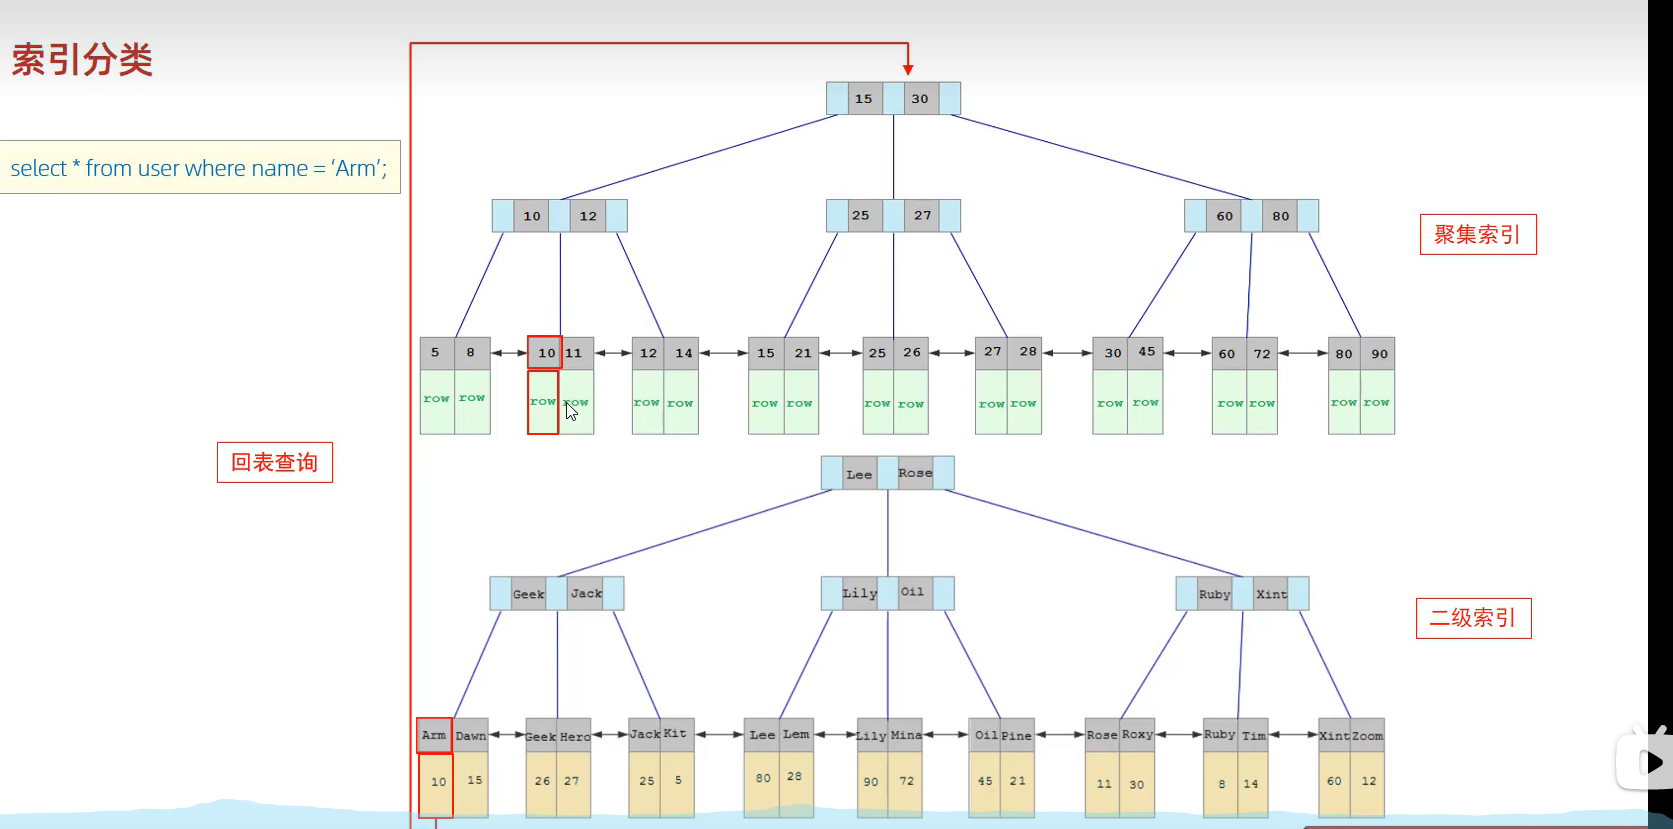 索引分类
select * from user where name = ‘Arm’;
15 30
10 12 25 27 60 80
聚集索引
5 8 10 11 12 14 15 21 25 26 27 28 30 45 60 72 80 90
row row row row row row row row row row row row row row row row row row
回表查询
Lee Rose
Geek Jack Lily Oil Ruby Xint
二级索引
Arm Dawn Geek Hero Jack Kit Lee Lem Lily Mina Oil Pine Rose Roxy Ruby Tim Xint Zoom
10 15 26 27 25 5 80 28 90 72 45 21 11 30 8 14 60 12